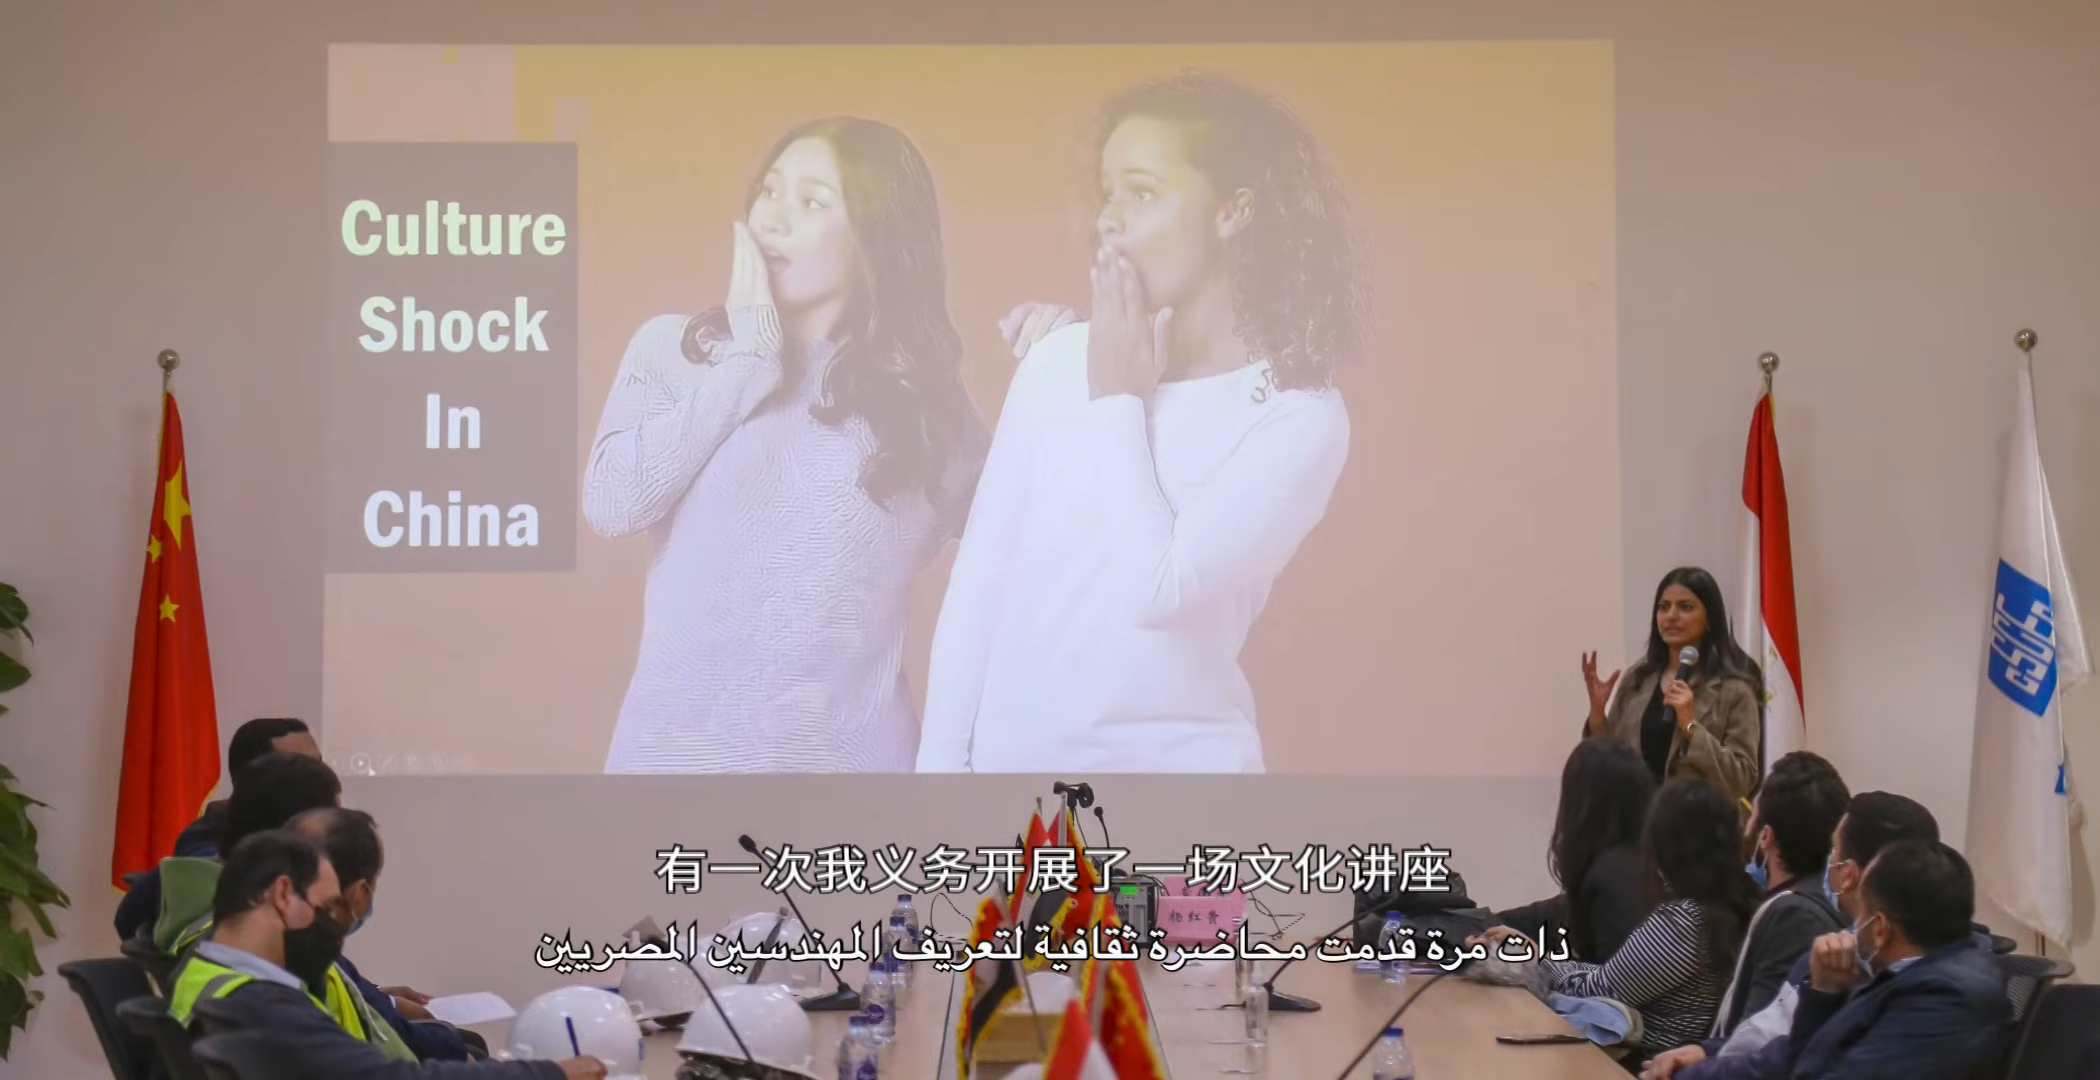 Culture
Shock
In
China
有一次我义务开展了一场文化讲座
ذات مرة قدمت محاضرة ثقافية لتعريف المهندسين المصريين